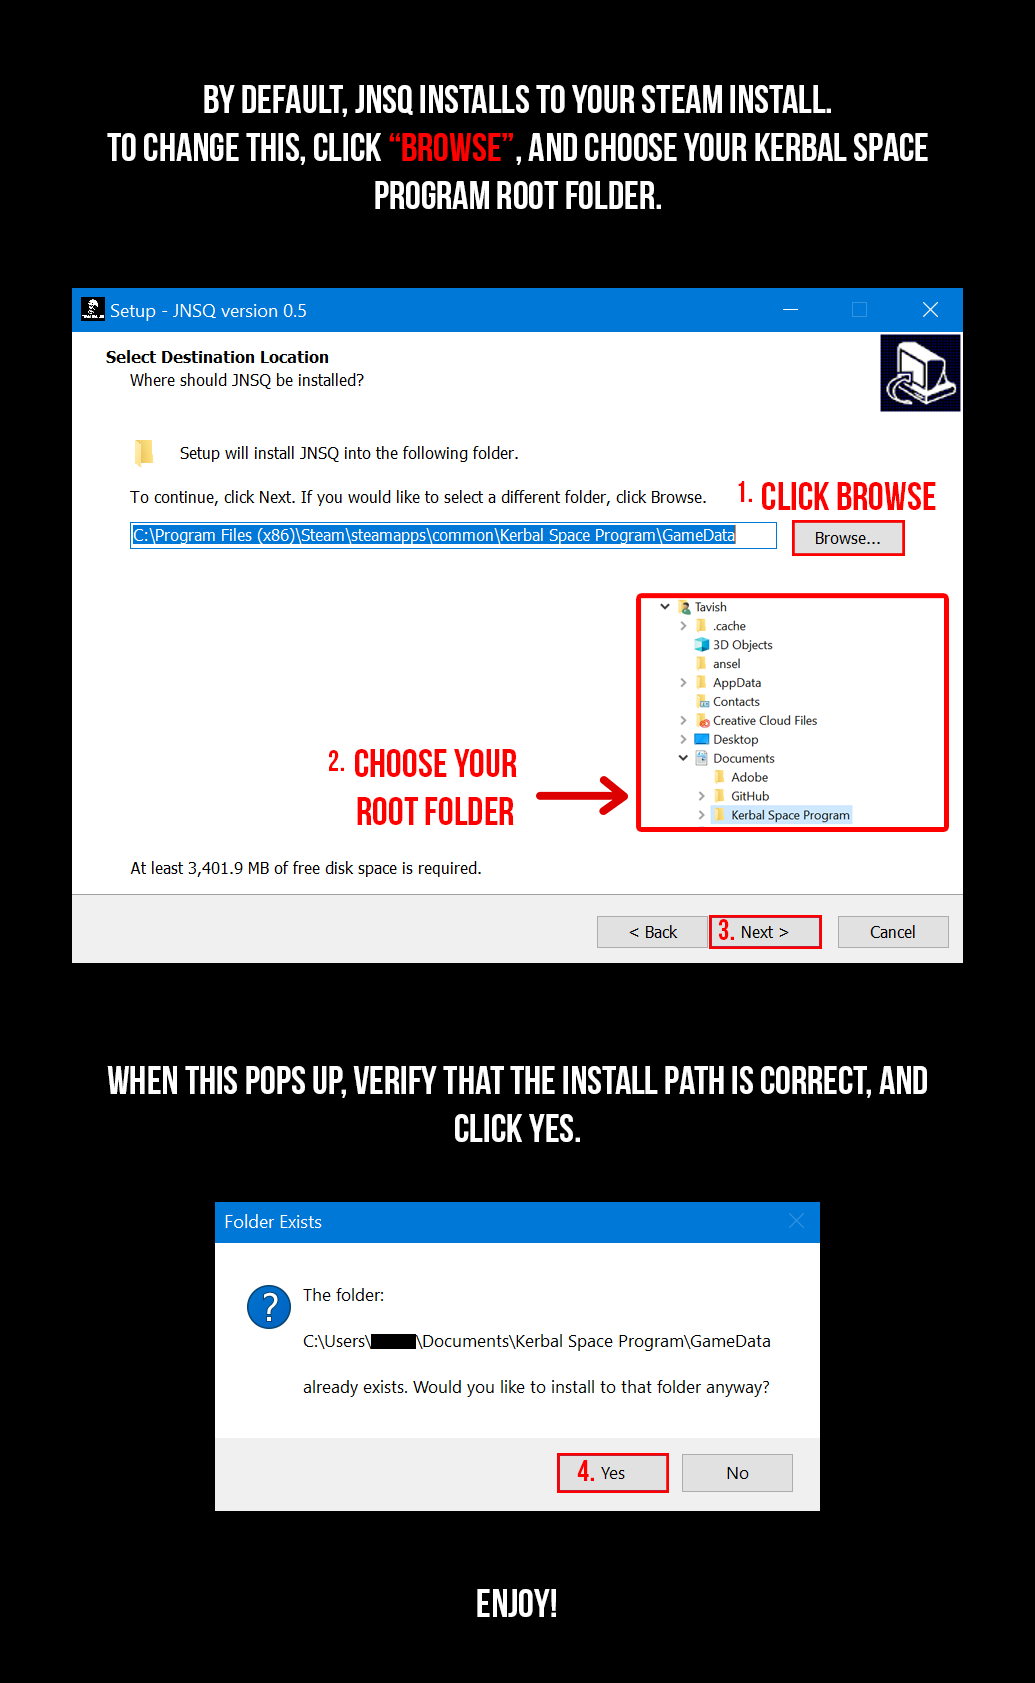 BY DEFAULT, JNSQ INSTALLS TO YOUR STEAM INSTALL.
TO CHANGE THIS, CLICK “BROWSE”, AND CHOOSE YOUR KERBAL SPACE
PROGRAM ROOT FOLDER.
Setup - JNSQ version 0.5
Select Destination Location
Where should JNSQ be installed?
Setup will install JNSQ into the following folder.
To continue, click Next. If you would like to select a different folder, click Browse.
1. CLICK BROWSE
C:\Program Files (x86)\Steam\steamapps\common\Kerbal Space Program\GameData
Browse...
Tavish
.cache
3D Objects
ansel
AppData
Contacts
Creative Cloud Files
Desktop
Documents
Adobe
GitHub
Kerbal Space Program
2. CHOOSE YOUR
ROOT FOLDER
At least 3,401.9 MB of free disk space is required.
< Back
3. Next >
Cancel
WHEN THIS POPS UP, VERIFY THAT THE INSTALL PATH IS CORRECT, AND
CLICK YES.
Folder Exists
The folder:
C:\Users\ \Documents\Kerbal Space Program\GameData
already exists. Would you like to install to that folder anyway?
4. Yes
No
ENJOY!